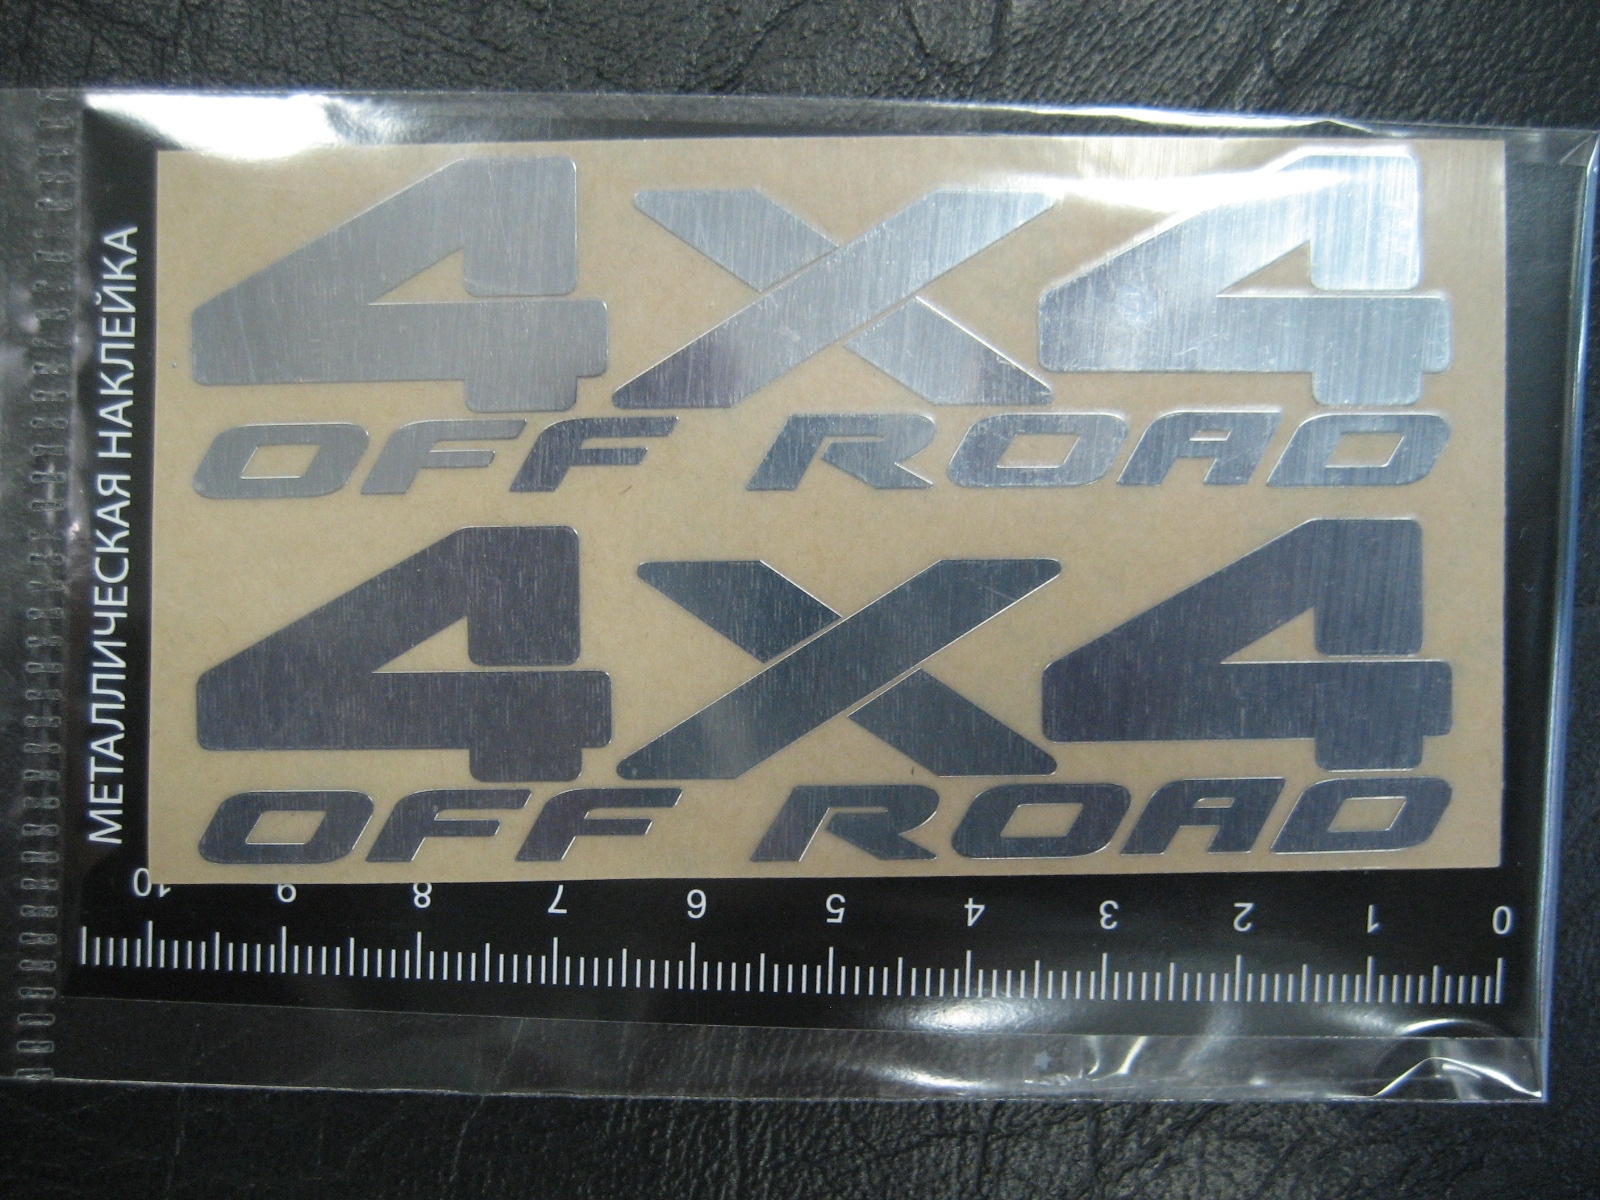 МЕТАЛЛИЧЕСКАЯ НАКЛЕЙКА
4X4
OFF ROAD
4X4
OFF ROAD
10 9 8 7 6 5 4 3 2 1 0